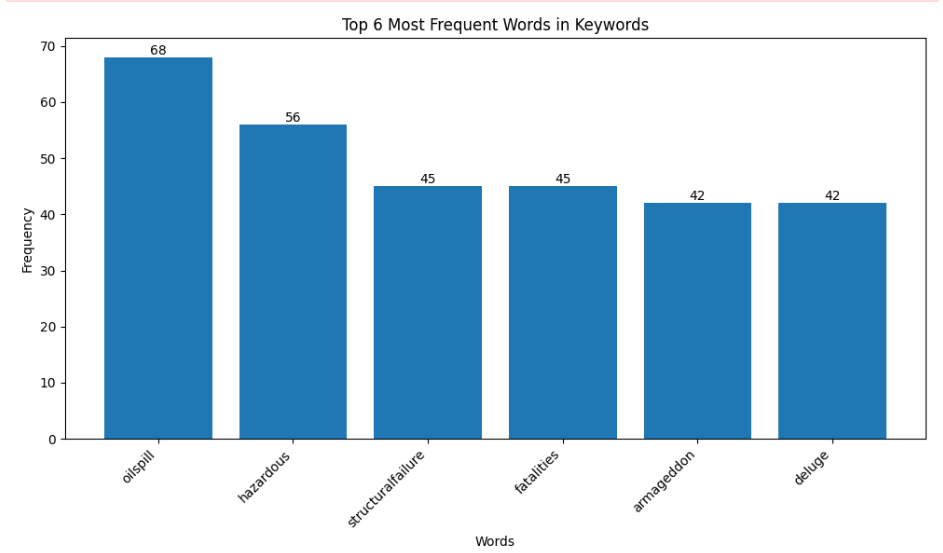 Top 6 Most Frequent Words in Keywords
70
60
50
40
30
20
10
0
Frequency
68
56
45
45
42
42
oilspill
hazardous
structuralfailure
fatalities
armageddon
deluge
Words